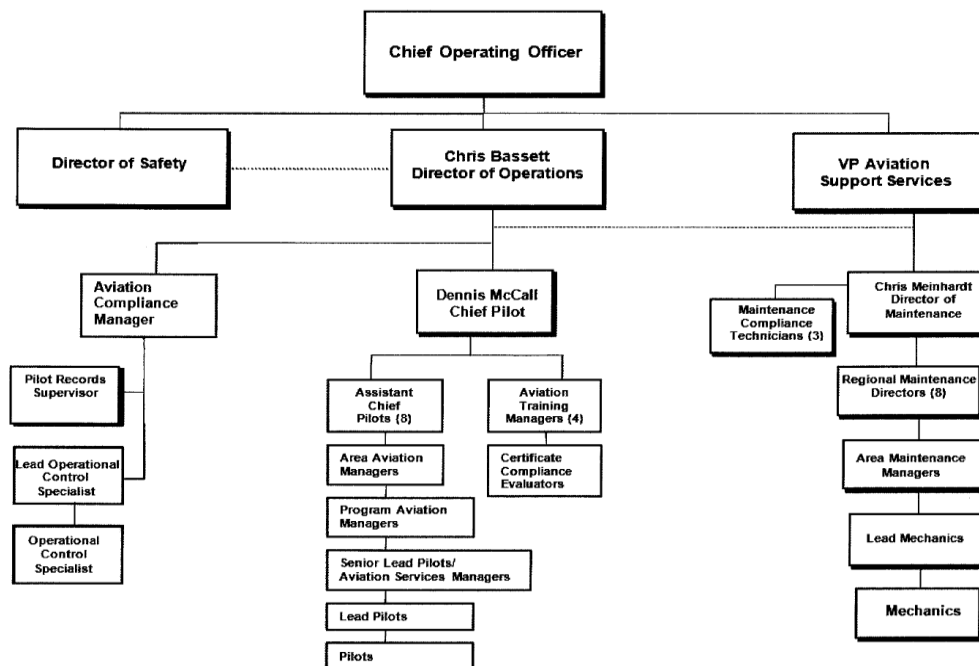 Chief Operating Officer
Director of Safety
Chris Bassett
Director of Operations
VP Aviation
Support Services
Aviation
Compliance
Manager
Dennis McCall
Chief Pilot
Maintenance
Compliance
Technicians (3)
Chris Meinhardt
Director of
Maintenance
Pilot Records
Supervisor
Assistant
Chief
Pilots (8)
Aviation
Training
Managers (4)
Regional Maintenance
Directors (8)
Lead Operational
Control
Specialist
Area Aviation
Managers
Certificate
Compliance
Evaluators
Area Maintenance
Managers
Operational
Control
Specialist
Program Aviation
Managers
Lead Mechanics
Senior Lead Pilots/
Aviation Services Managers
Lead Pilots
Mechanics
Pilots